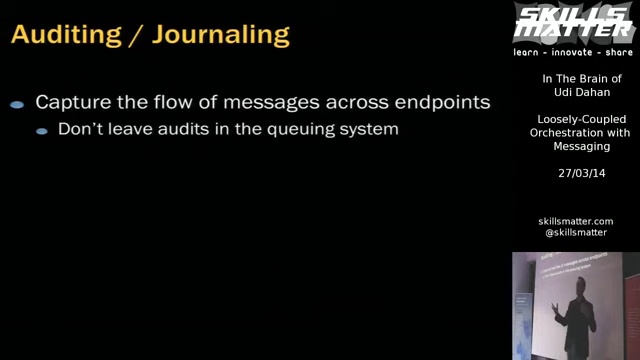 Auditing / Journaling
Capture the flow of messages across endpoints
Don't leave audits in the queuing system
SKILLS
MATTER
learn - innovate - share
In The Brain of
Udi Dahan
Loosely-Coupled
Orchestration with
Messaging
27/03/14
skillsmatter.com
@skillsmatter